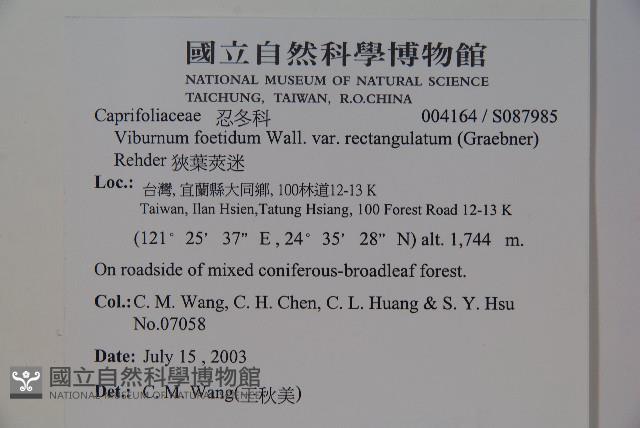 國立自然科學博物館
NATIONAL MUSEUM OF NATURAL SCIENCE
TAICHUNG, TAIWAN, R.O.CHINA
Caprifoliaceae 忍冬科 004164 / S087985
Viburnum foetidum Wall. var. rectangulatum (Graebner)
Rehder 狹葉莢迷
Loc.: 台灣, 宜蘭縣大同鄉, 100林道12-13 K
Taiwan, Ilan Hsien,Tatung Hsiang, 100 Forest Road 12-13 K
(121° 25' 37" E , 24° 35' 28" N) alt. 1,744 m.
On roadside of mixed coniferous-broadleaf forest.
Col.: C. M. Wang, C. H. Chen, C. L. Huang & S. Y. Hsu
No.07058
Date: July 15 , 2003
國立自然科學博物館
Det.: C. M. Wang(王秋美)
NATIONAL MUSEUM OF NATURAL SCIENCE